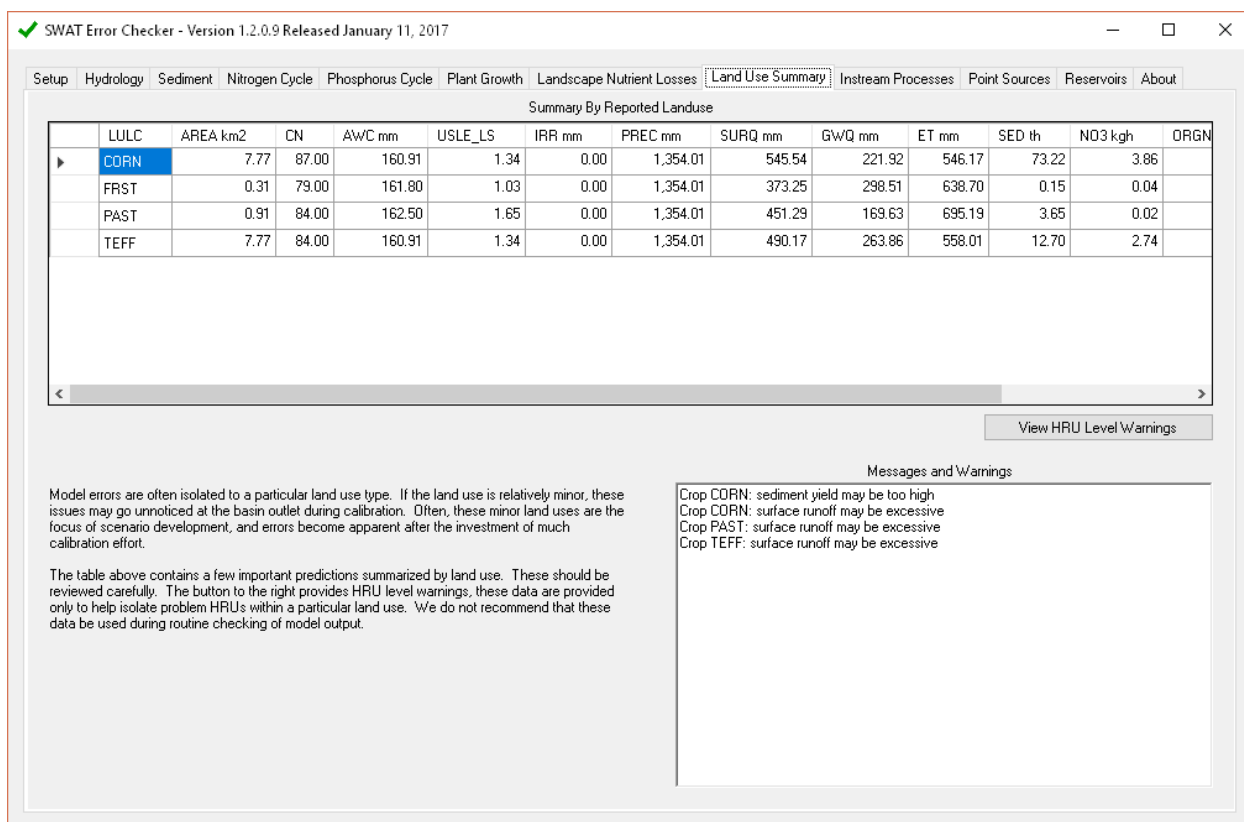 SWAT Error Checker - Version 1.2.0.9 Released January 11, 2017
Setup Hydrology Sediment Nitrogen Cycle Phosphorus Cycle Plant Growth Landscape Nutrient Losses Land Use Summary Instream Processes Point Sources Reservoirs About
Summary By Reported Landuse
LULC AREA km2 CN AWC mm USLE_LS IRR mm PREC mm SURQ mm GWQ mm ET mm SED th NO3 kgh ORGN
CORN 7.77 87.00 160.91 1.34 0.00 1,354.01 545.54 221.92 546.17 73.22 3.86
FRST 0.31 79.00 161.80 1.03 0.00 1,354.01 373.25 298.51 638.70 0.15 0.04
PAST 0.91 84.00 162.50 1.65 0.00 1,354.01 451.29 169.63 695.19 3.65 0.02
TEFF 7.77 84.00 160.91 1.34 0.00 1,354.01 490.17 263.86 558.01 12.70 2.74
View HRU Level Warnings
Model errors are often isolated to a particular land use type. If the land use is relatively minor, these
issues may go unnoticed at the basin outlet during calibration. Often, these minor land uses are the
focus of scenario development, and errors become apparent after the investment of much
calibration effort.
The table above contains a few important predictions summarized by land use. These should be
reviewed carefully. The button to the right provides HRU level warnings, these data are provided
only to help isolate problem HRUs within a particular land use. We do not recommend that these
data be used during routine checking of model output.
Messages and Warnings
Crop CORN: sediment yield may be too high
Crop CORN: surface runoff may be excessive
Crop PAST: surface runoff may be excessive
Crop TEFF: surface runoff may be excessive